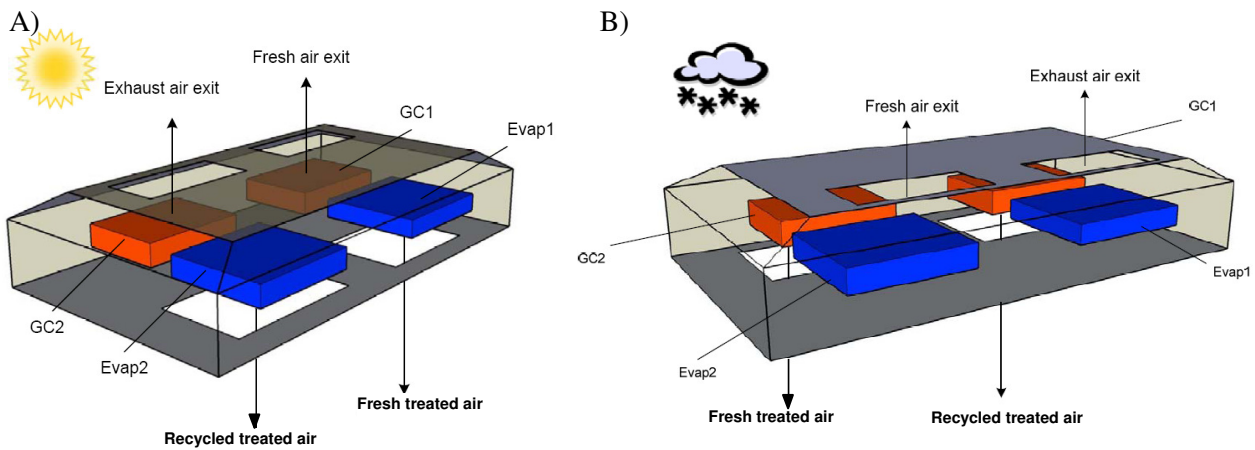 A)
Fresh air exit
Exhaust air exit
GC1
Evap1
GC2
Evap2
Fresh treated air
Recycled treated air
B)
Exhaust air exit
Fresh air exit
GC1
GC2
Evap1
Evap2
Fresh treated air
Recycled treated air